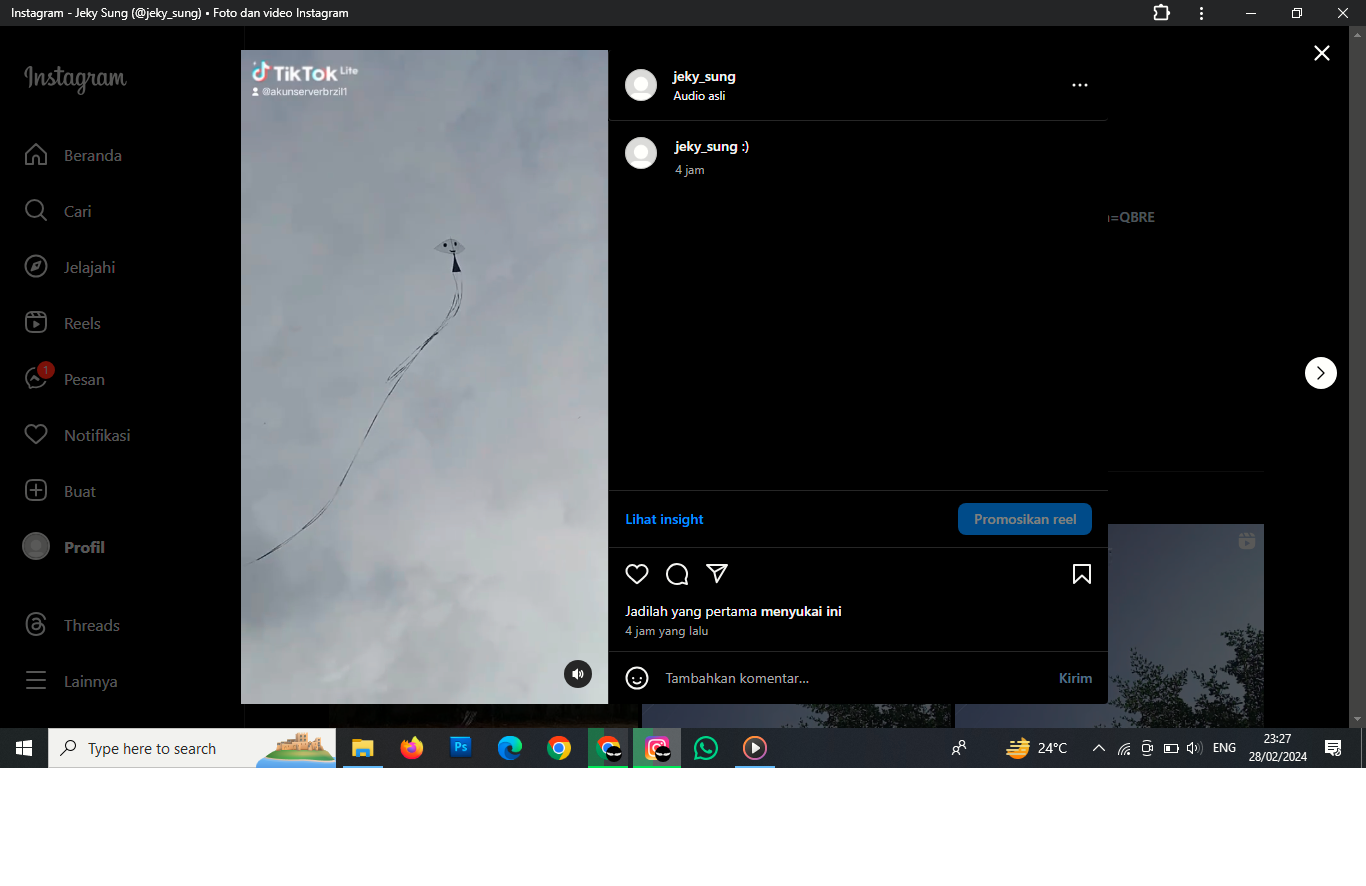 Instagram - Jeky Sung (@jeky_sung) • Foto dan video Instagram
Instagram
Beranda
Cari
Jelajahi
Reels
1
Pesan
Notifikasi
Buat
Profil
Threads
Lainnya
TikTok Lite
@akunserverbrzil1
jeky_sung
Audio asli
jeky_sung :)
4 jam
=QBRE
Lihat insight
Promosikan reel
Jadilah yang pertama menyukai ini
4 jam yang lalu
Tambahkan komentar...
Kirim
Type here to search
Ps
24°C
ENG
23:27
28/02/2024